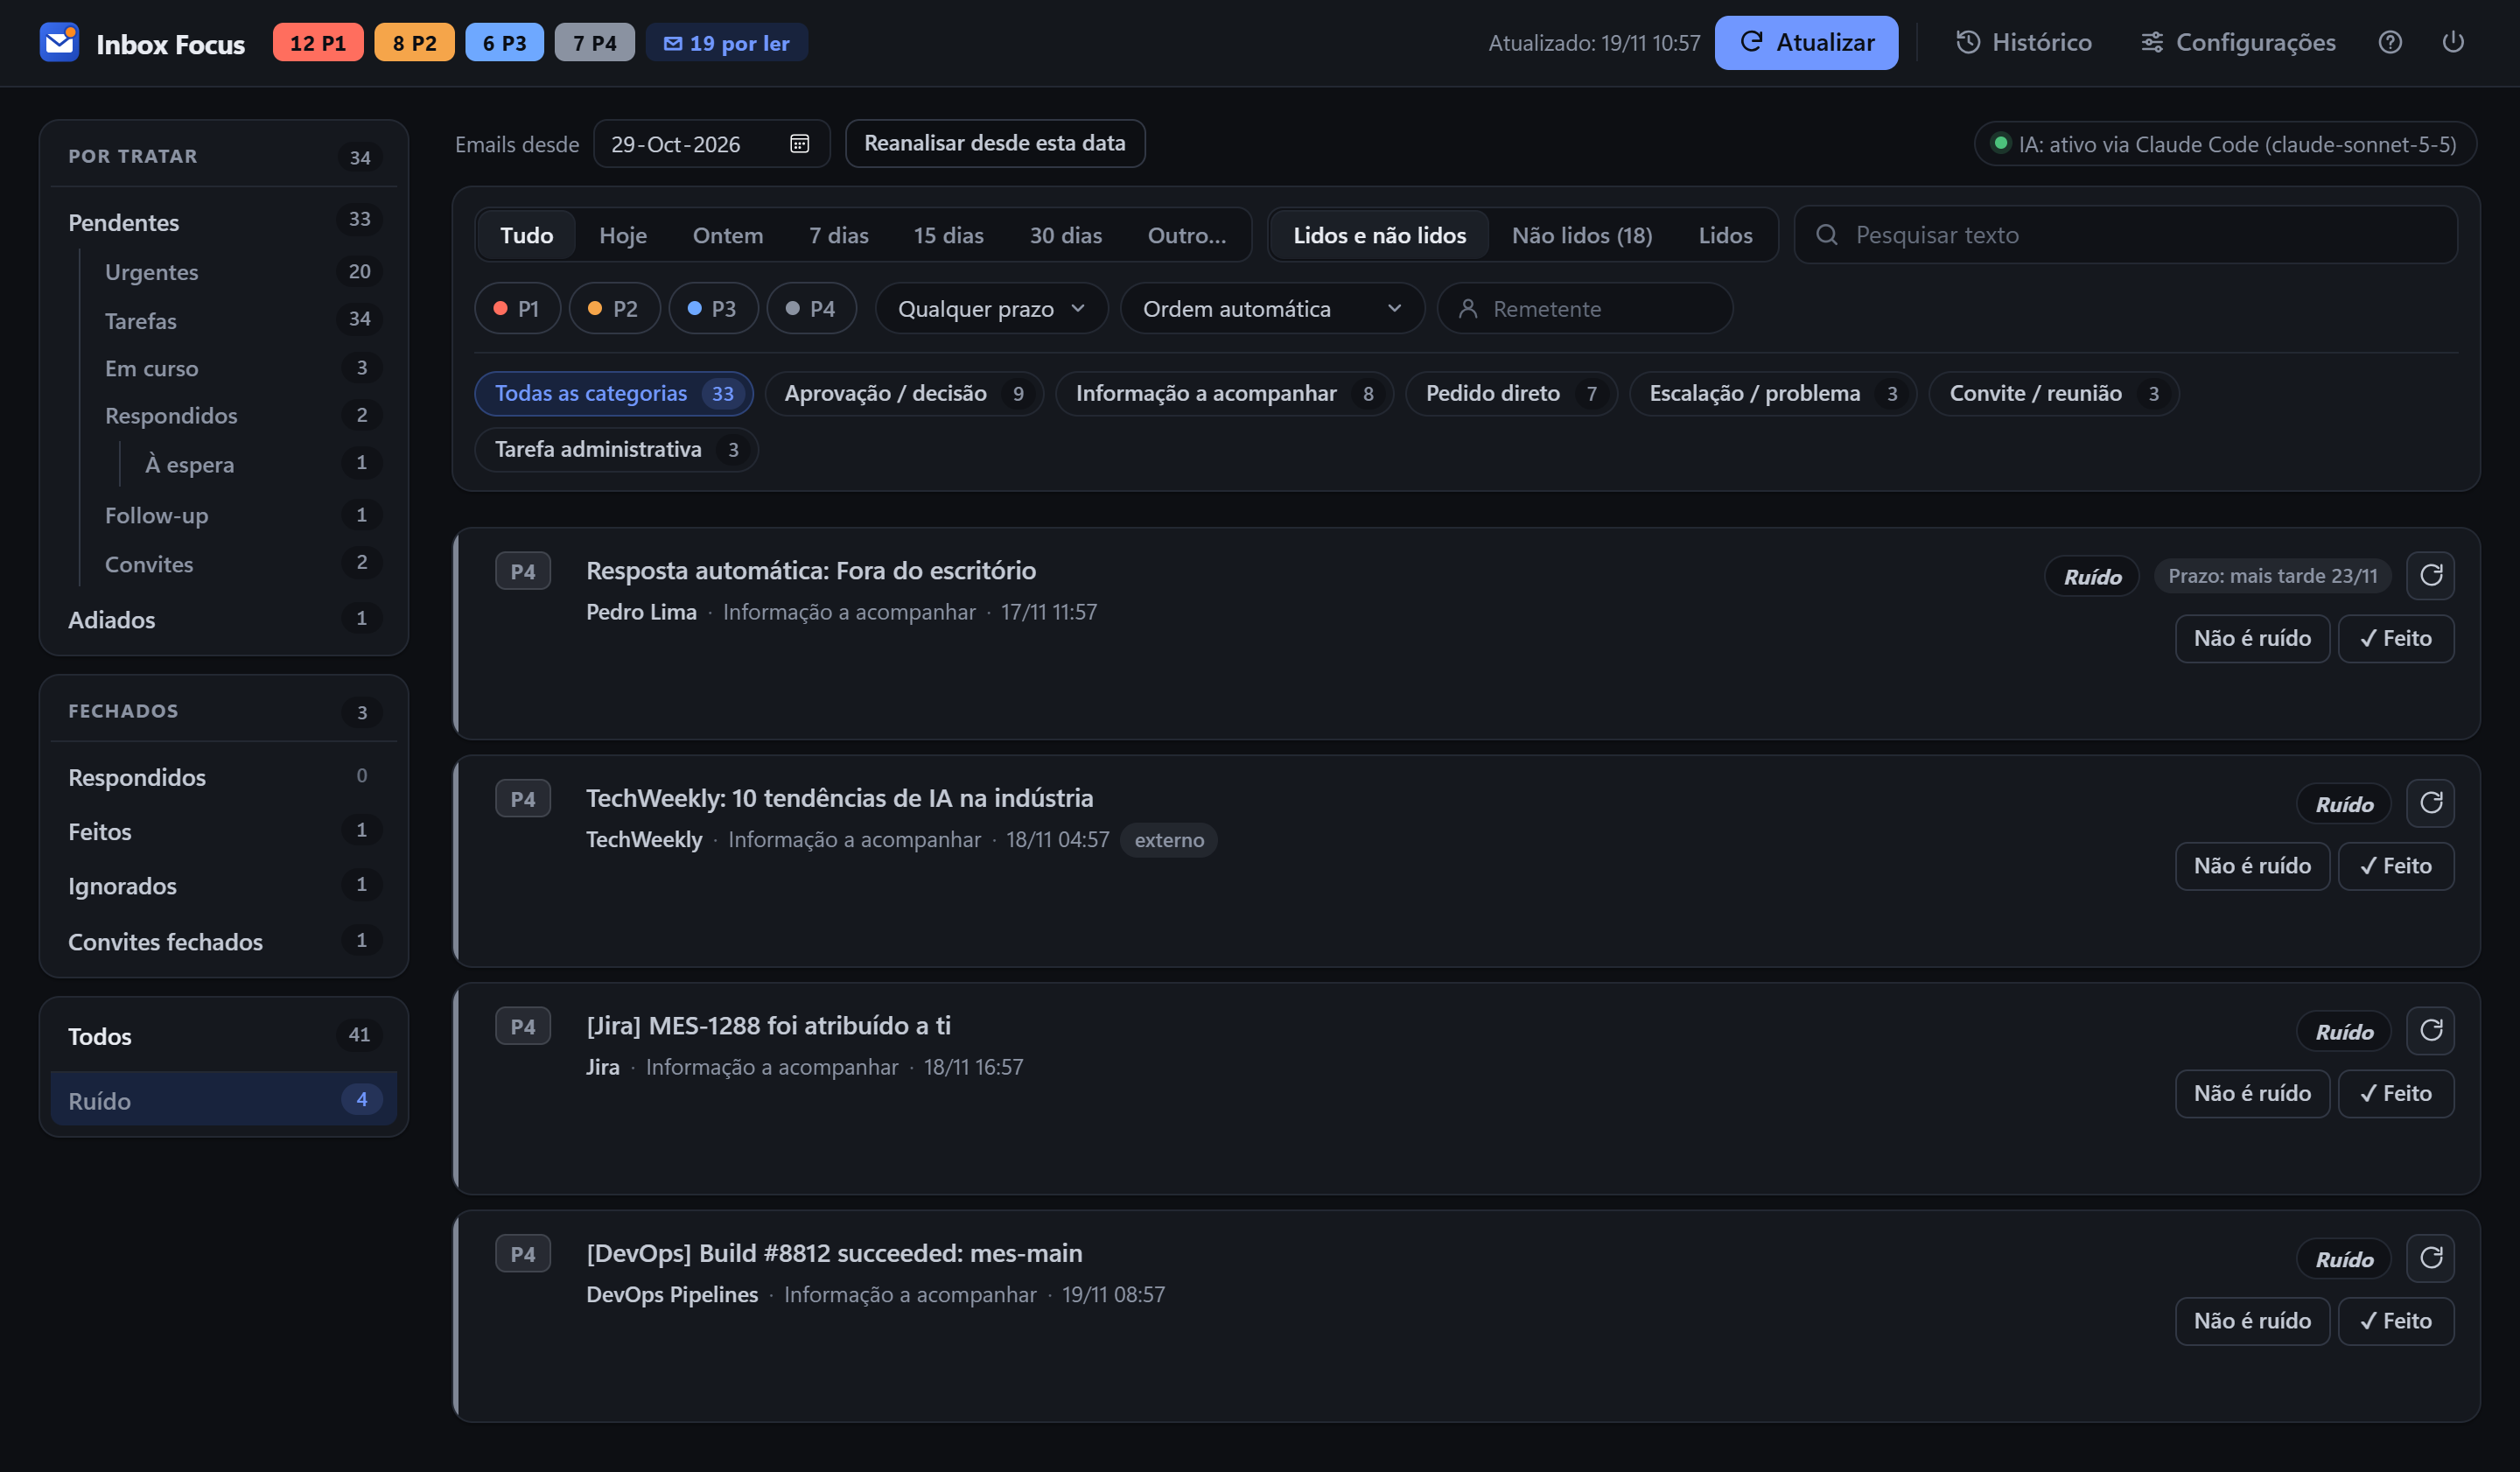 Inbox Focus
12 P1
8 P2
6 P3
7 P4
19 por ler
Atualizado: 19/11 10:57
Atualizar
Histórico
Configurações
POR TRATAR 34
Pendentes 33
Urgentes 20
Tarefas 34
Em curso 3
Respondidos 2
À espera 1
Follow-up 1
Convites 2
Adiados 1
FECHADOS 3
Respondidos 0
Feitos 1
Ignorados 1
Convites fechados 1
Todos 41
Ruído 4
Emails desde 29-Oct-2026 Reanalisar desde esta data
IA: ativo via Claude Code (claude-sonnet-5-5)
Tudo Hoje Ontem 7 dias 15 dias 30 dias Outro...
Lidos e não lidos Não lidos (18) Lidos
Pesquisar texto
P1 P2 P3 P4 Qualquer prazo Ordem automática Remetente
Todas as categorias 33 Aprovação / decisão 9 Informação a acompanhar 8 Pedido direto 7 Escalação / problema 3 Convite / reunião 3
Tarefa administrativa 3
P4 Resposta automática: Fora do escritório
Pedro Lima · Informação a acompanhar · 17/11 11:57
Ruído Prazo: mais tarde 23/11
Não é ruído ✓ Feito
P4 TechWeekly: 10 tendências de IA na indústria
TechWeekly · Informação a acompanhar · 18/11 04:57 externo
Ruído
Não é ruído ✓ Feito
P4 [Jira] MES-1288 foi atribuído a ti
Jira · Informação a acompanhar · 18/11 16:57
Ruído
Não é ruído ✓ Feito
P4 [DevOps] Build #8812 succeeded: mes-main
DevOps Pipelines · Informação a acompanhar · 19/11 08:57
Ruído
Não é ruído ✓ Feito